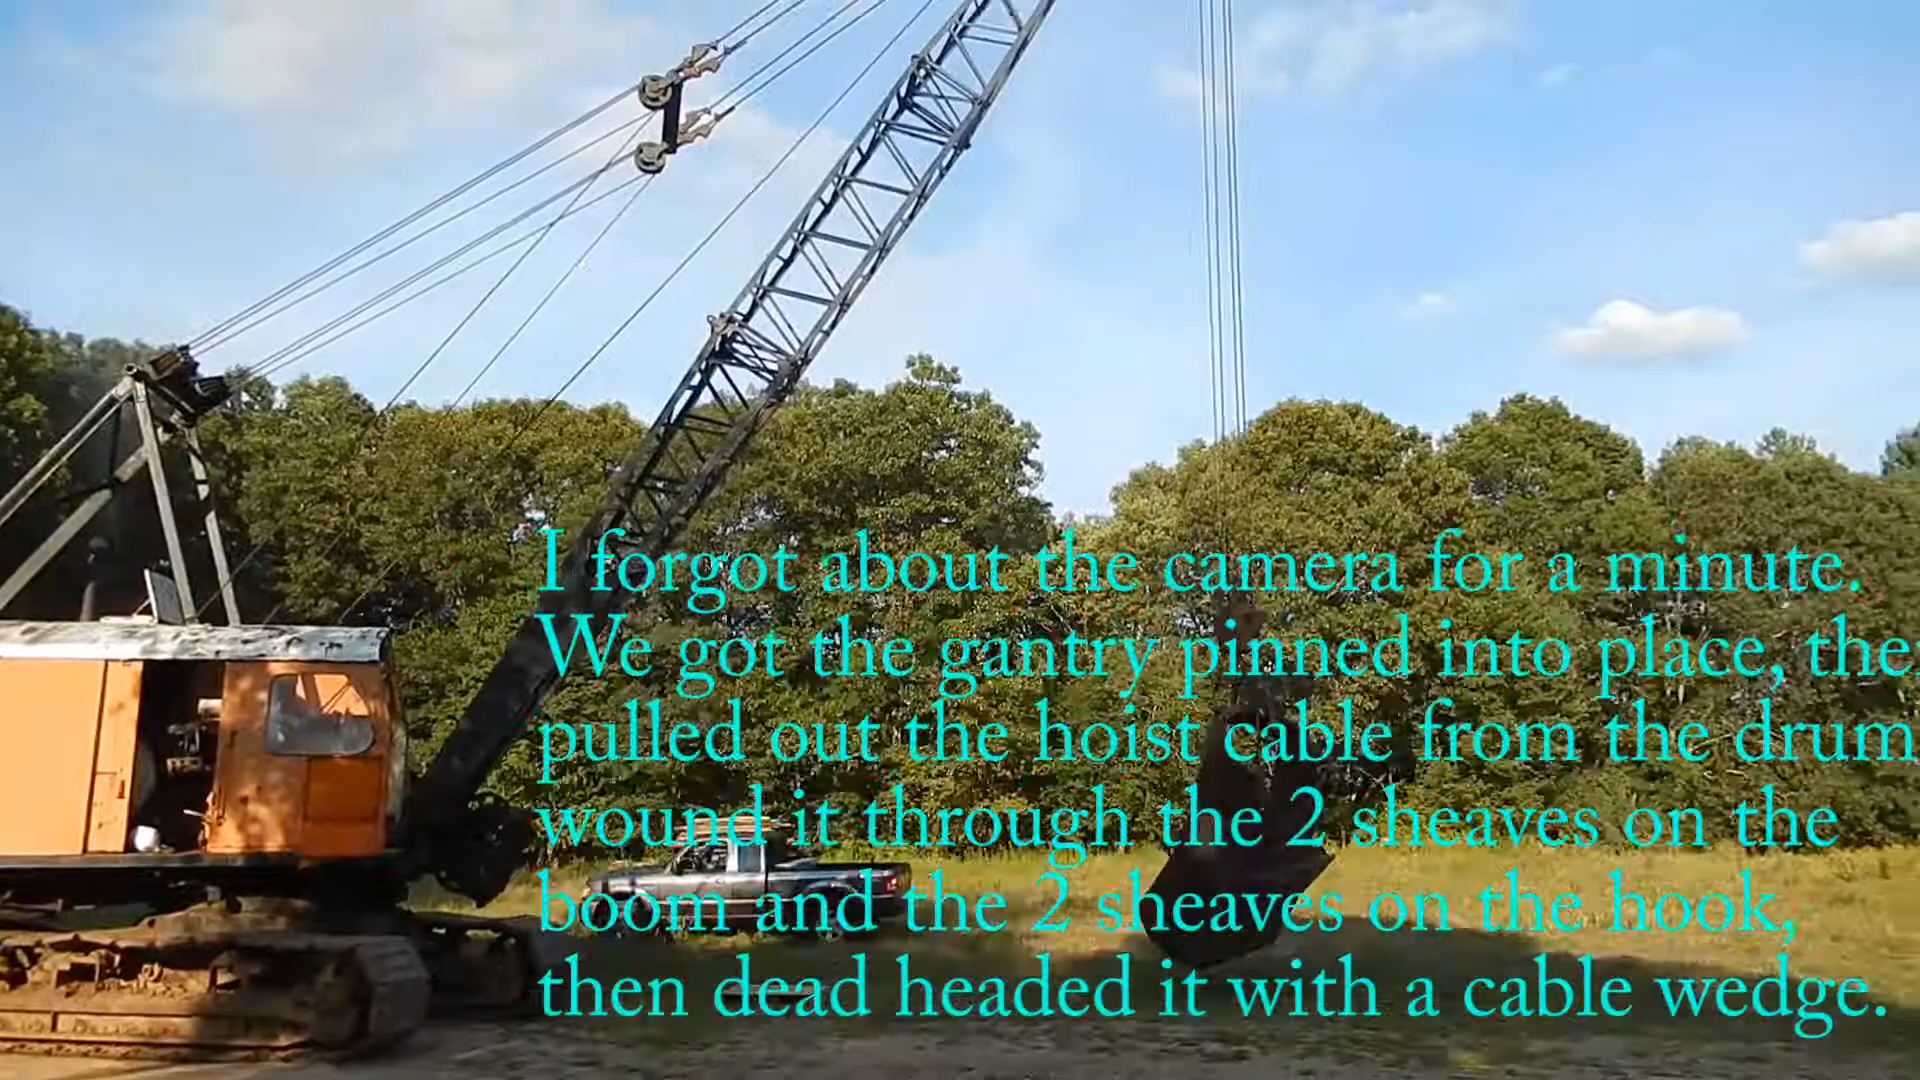 I forgot about the camera for a minute.
We got the gantry pinned into place, the
pulled out the hoist cable from the drum,
wound it through the 2 sheaves on the
boom and the 2 sheaves on the hook,
then dead headed it with a cable wedge.